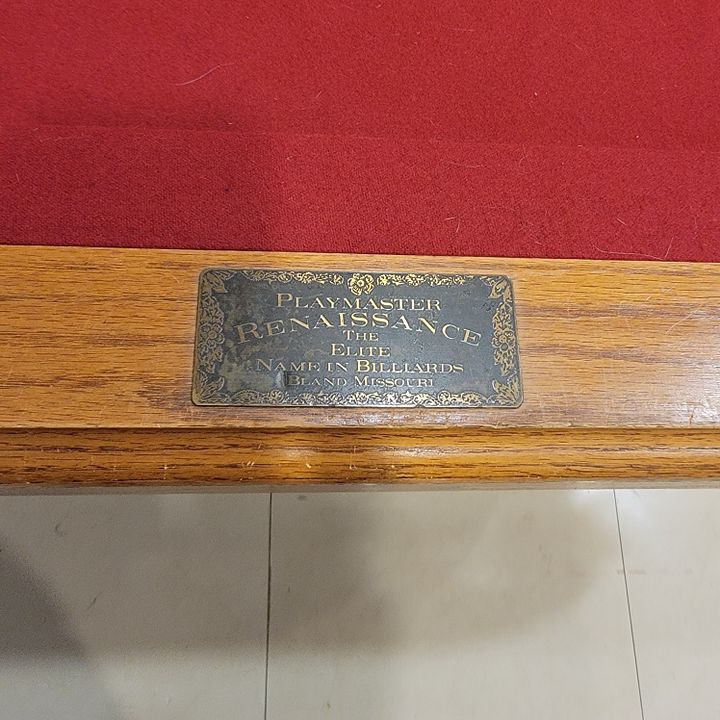 PLAYMASTER
RENAISSANCE
THE
ELITE
NAME IN BILLIARDS
BLAND MISSOURI